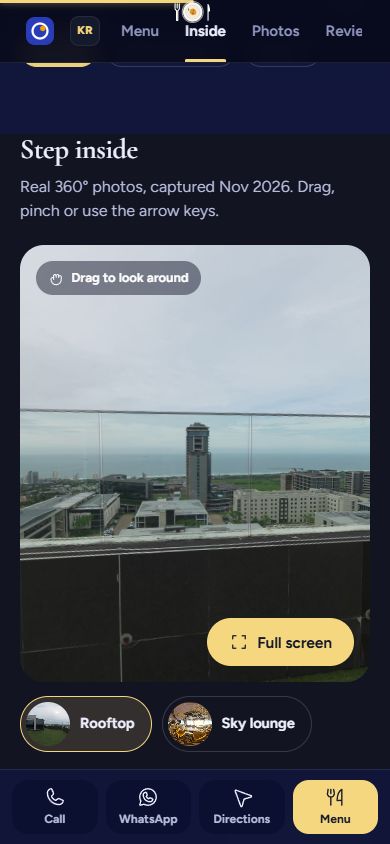 KR
Menu
Inside
Photos
Revie
Step inside
Real 360° photos, captured Nov 2026. Drag,
pinch or use the arrow keys.
Drag to look around
Full screen
Rooftop
Sky lounge
Call
WhatsApp
Directions
Menu